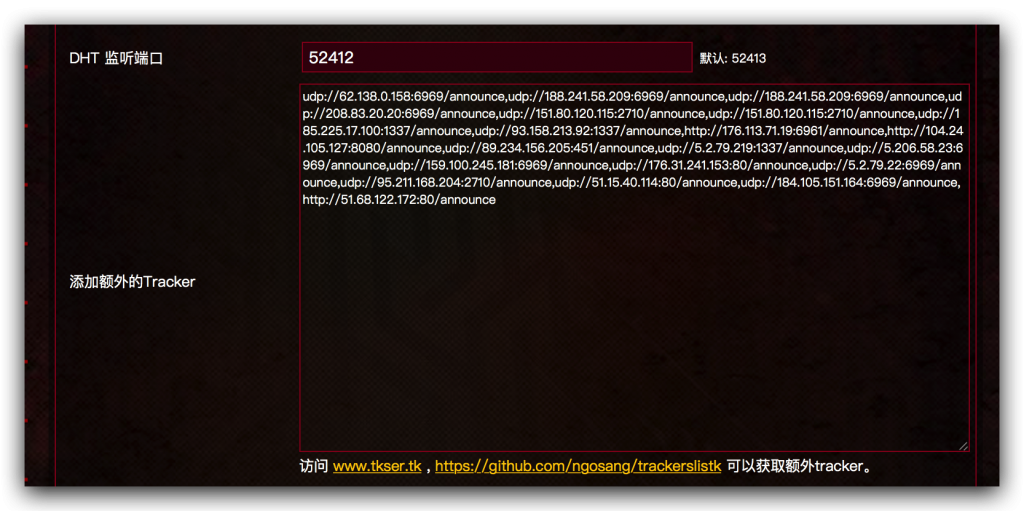 DHT 监听端口
52412
默认: 52413
添加额外的Tracker
udp://62.138.0.158:6969/announce,udp://188.241.58.209:6969/announce,udp://188.241.58.209:6969/announce,ud
p://208.83.20.20:6969/announce,udp://151.80.120.115:2710/announce,udp://151.80.120.115:2710/announce,udp://1
85.225.17.100:1337/announce,udp://93.158.213.92:1337/announce,http://176.113.71.19:6961/announce,http://104.24
.105.127:8080/announce,udp://89.234.156.205:451/announce,udp://5.2.79.219:1337/announce,udp://5.206.58.23:6
969/announce,udp://159.100.245.181:6969/announce,udp://176.31.241.153:80/announce,udp://5.2.79.22:6969/ann
ounce,udp://95.211.168.204:2710/announce,udp://51.15.40.114:80/announce,udp://184.105.151.164:6969/announce,
http://51.68.122.172:80/announce
访问 www.tkser.tk , https://github.com/ngosang/trackerslistk 可以获取额外tracker。